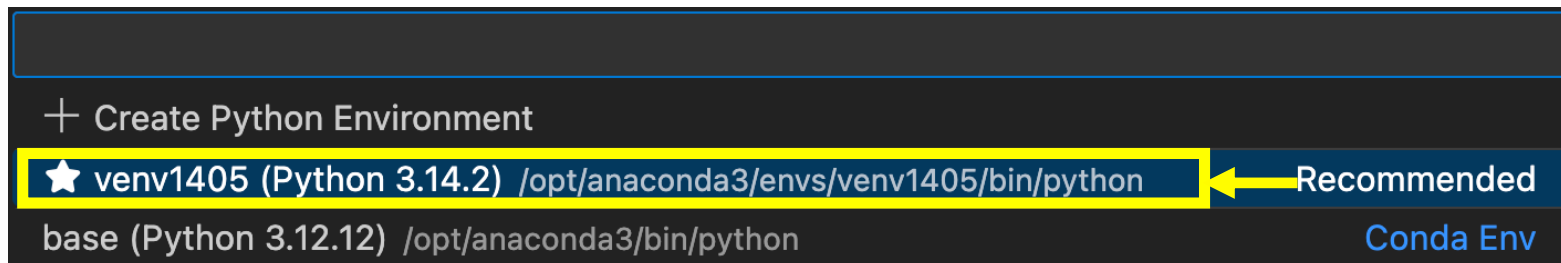 Create Python Environment
venv1405 (Python 3.14.2) /opt/anaconda3/envs/venv1405/bin/python Recommended
base (Python 3.12.12) /opt/anaconda3/bin/python Conda Env